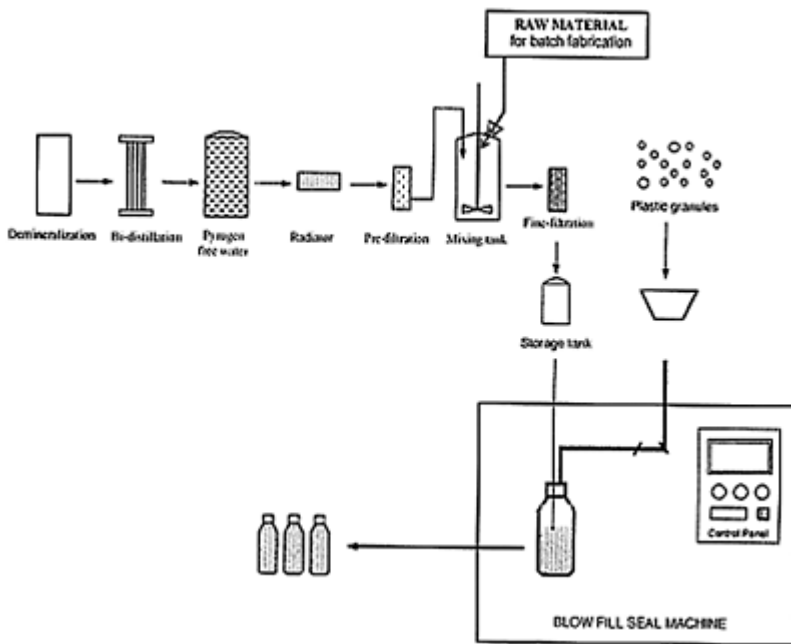 RAW MATERIAL
for batch fabrication
Demineralization
Bi-distillation
Pyrogen
free water
Radiator
Pre-filtration
Mixing tank
Fine-filtration
Plastic granules
Storage tank
Control Panel
BLOW FILL SEAL MACHINE